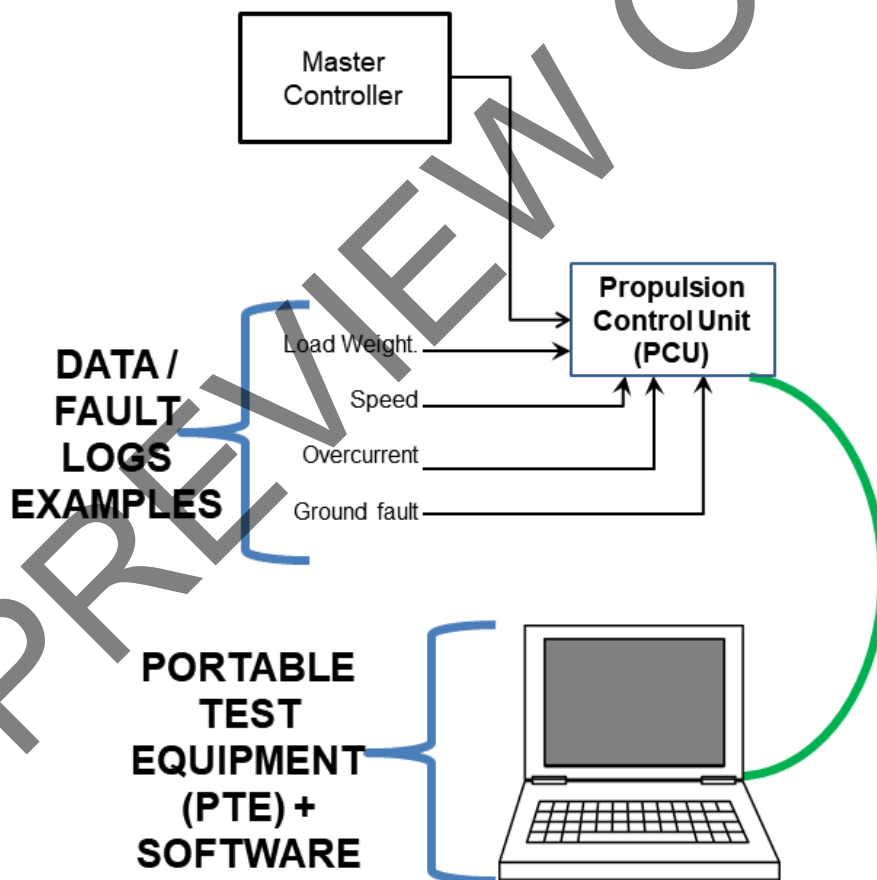 Master
Controller
Propulsion
Control Unit
(PCU)
Load Weight.
Speed
Overcurrent
Ground fault
DATA /
FAULT
LOGS
EXAMPLES
PORTABLE
TEST
EQUIPMENT
(PTE) +
SOFTWARE
PREVIEW O